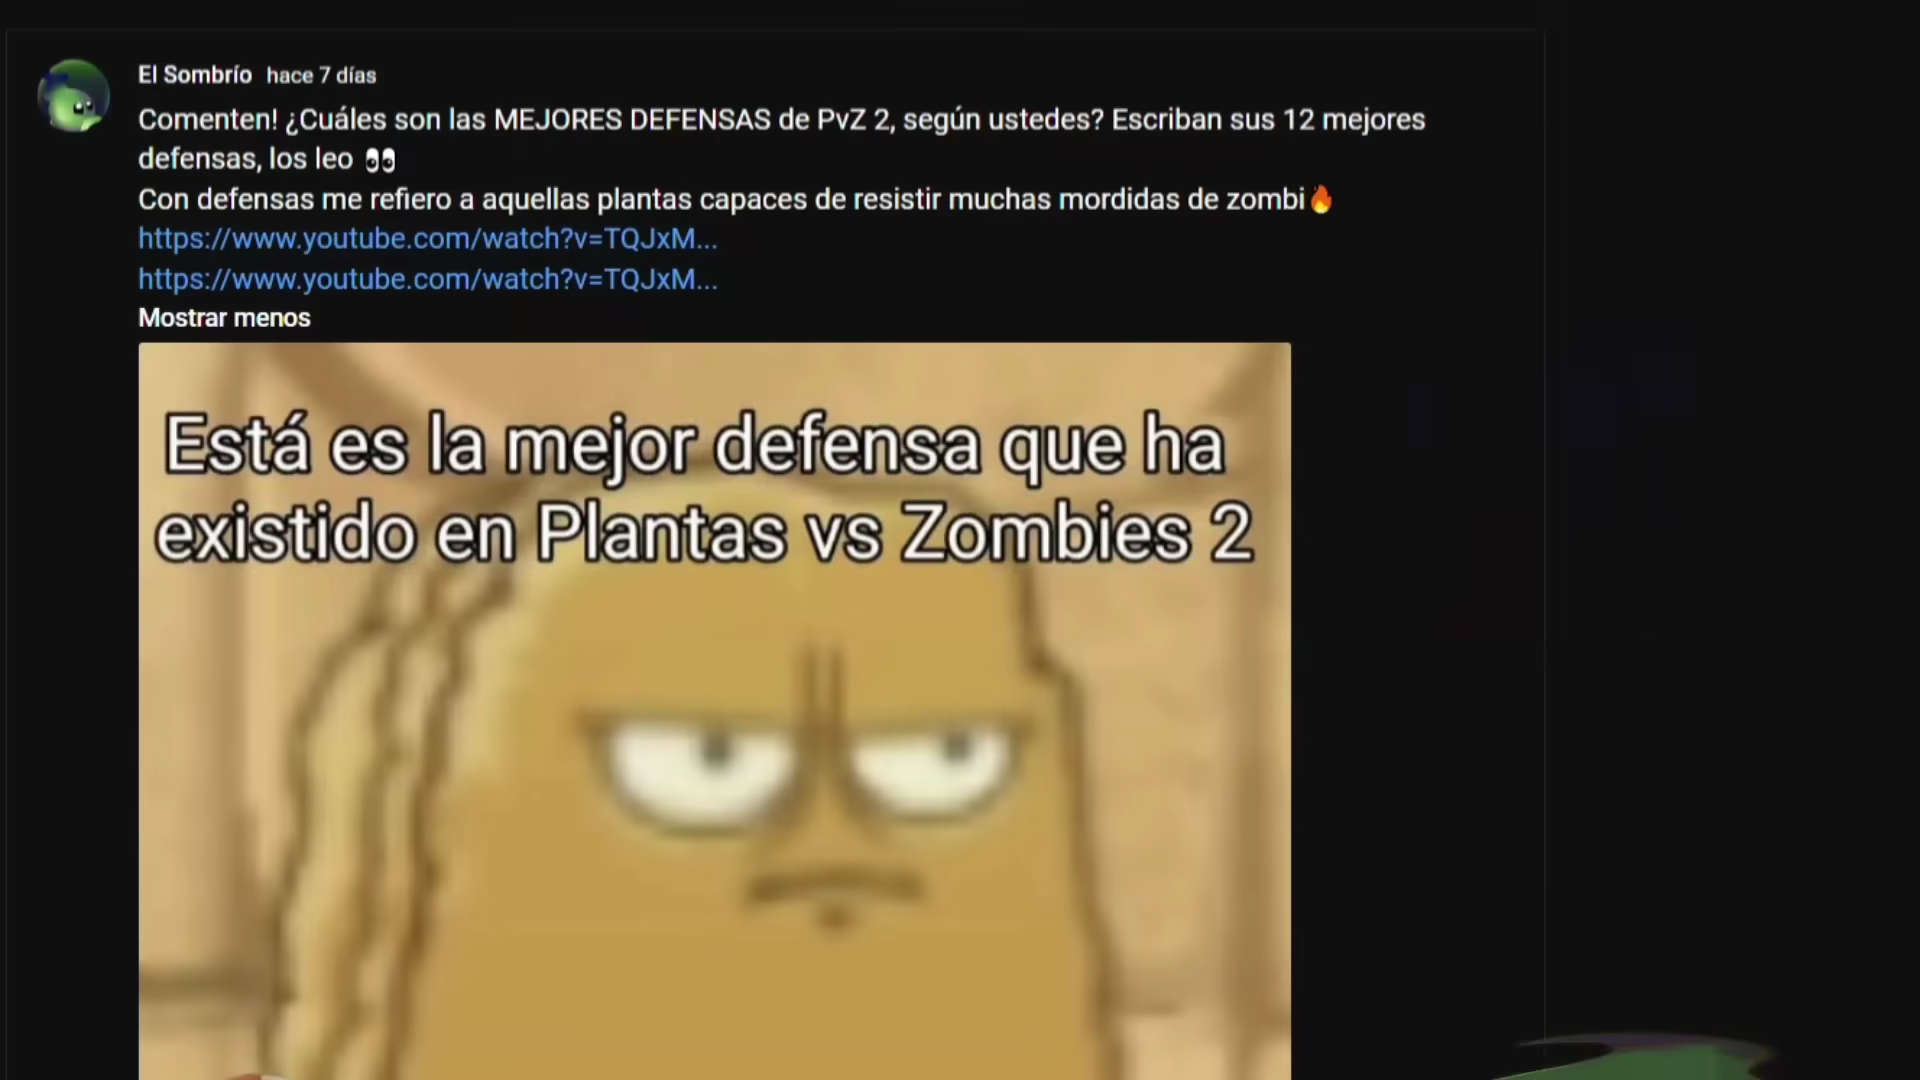 El Sombrío hace 7 días
Comenten! ¿Cuáles son las MEJORES DEFENSAS de PvZ 2, según ustedes? Escriban sus 12 mejores
defensas, los leo 👀
Con defensas me refiero a aquellas plantas capaces de resistir muchas mordidas de zombi🔥
https://www.youtube.com/watch?v=TQJxM...
https://www.youtube.com/watch?v=TQJxM...
Mostrar menos
Está es la mejor defensa que ha
existido en Plantas vs Zombies 2